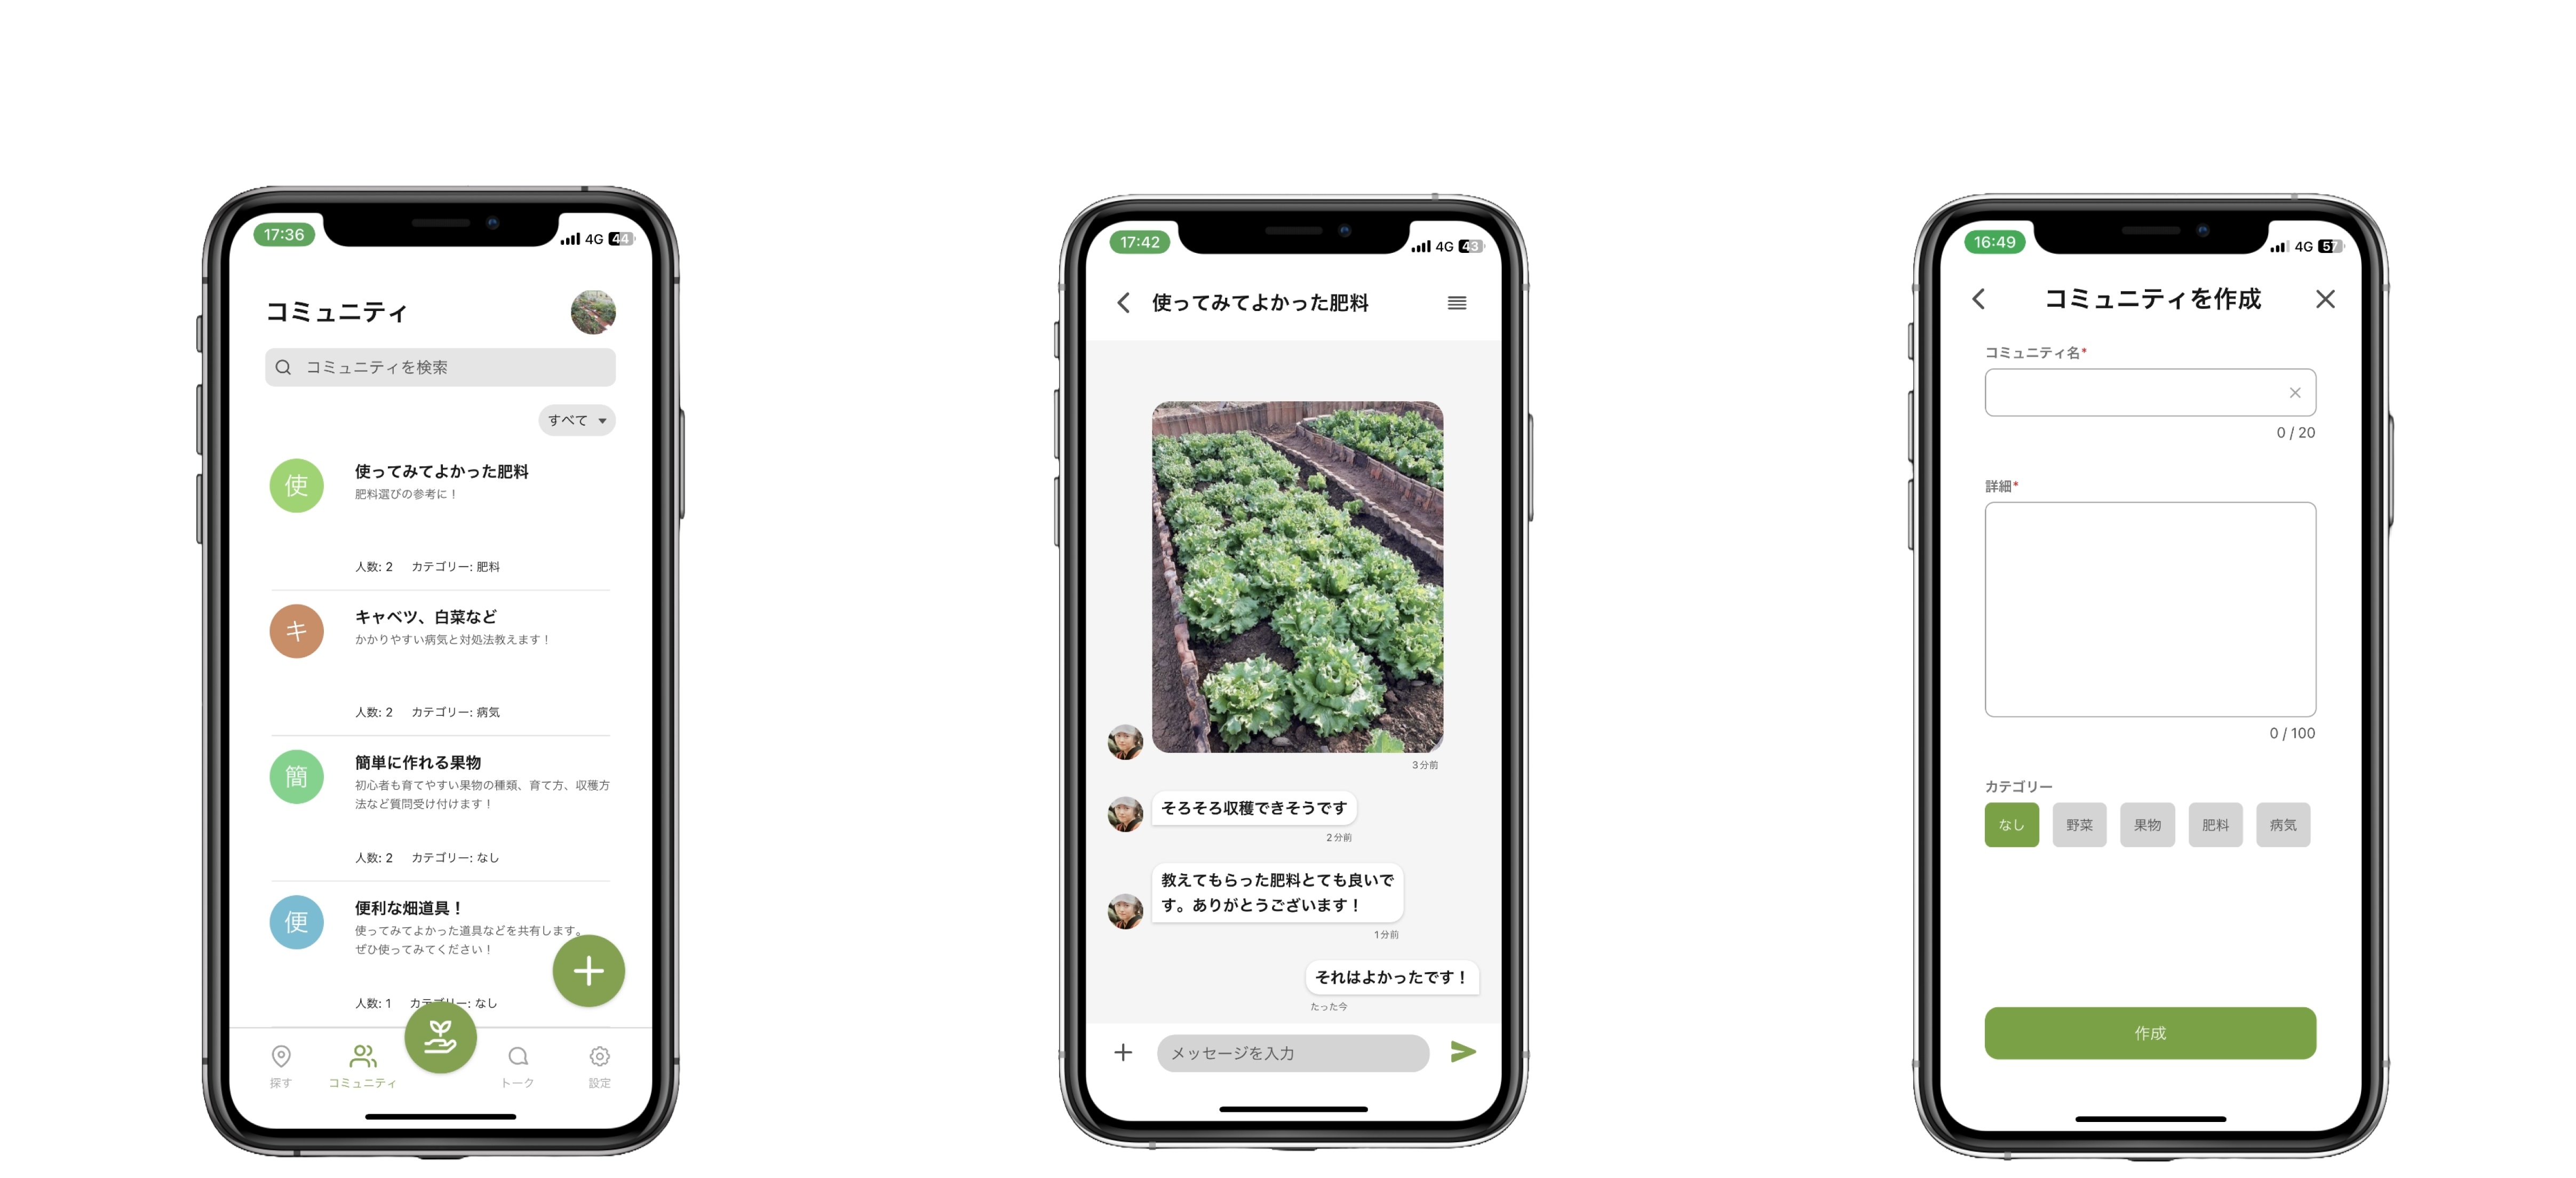 17:36
4G 44
コミュニティ
コミュニティを検索
すべて
使
使ってみてよかった肥料
肥料選びの参考に！
人数: 2 カテゴリー: 肥料
キ
キャベツ、白菜など
かかりやすい病気と対処法教えます！
人数: 2 カテゴリー: 病気
簡
簡単に作れる果物
初心者も育てやすい果物の種類、育て方、収穫方
法など質問受け付けます！
人数: 2 カテゴリー: なし
便
便利な畑道具！
使ってみてよかった道具などを共有します。
ぜひ使ってみてください！
人数: 1 カテゴリー: なし
探す
コミュニティ
トーク
設定
17:42
4G 43
使ってみてよかった肥料
3分前
そろそろ収穫できそうです
2分前
教えてもらった肥料とても良いで
す。ありがとうございます！
1分前
それはよかったです！
たった今
メッセージを入力
16:49
4G 57
コミュニティを作成
コミュニティ名*
0 / 20
詳細*
0 / 100
カテゴリー
なし 野菜 果物 肥料 病気
作成